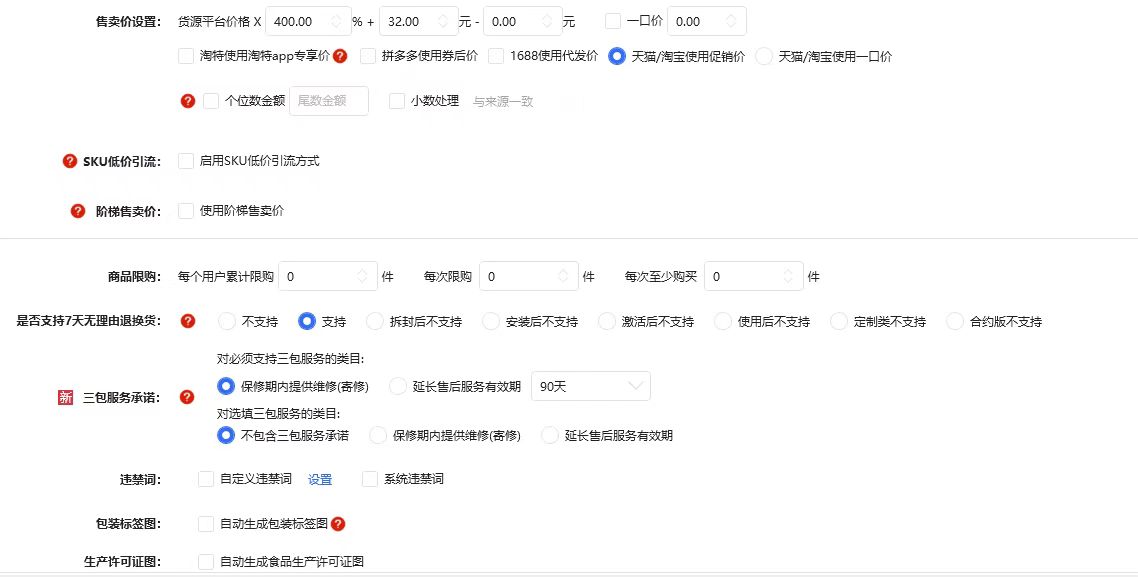 售卖价设置: 货源平台价格 X 400.00 % + 32.00 元 - 0.00 元 一口价 0.00
淘特使用淘特app专享价 ? 拼多多使用券后价 1688使用代发价 天猫/淘宝使用促销价 天猫/淘宝使用一口价
? 个位数金额 尾数金额 小数处理 与来源一致
? SKU低价引流: 启用SKU低价引流方式
? 阶梯售卖价: 使用阶梯售卖价
商品限购: 每个用户累计限购 0 件 每次限购 0 件 每次至少购买 0 件
是否支持7天无理由退换货: ? 不支持 支持 拆封后不支持 安装后不支持 激活后不支持 使用后不支持 定制类不支持 合约版不支持
对必须支持三包服务的类目:
新 三包服务承诺: ? 保修期内提供维修(寄修) 延长售后服务有效期 90天
对选填三包服务的类目:
不包含三包服务承诺 保修期内提供维修(寄修) 延长售后服务有效期
违禁词: 自定义违禁词 设置 系统违禁词
包装标签图: 自动生成包装标签图 ?
生产许可证图: 自动生成食品生产许可证图